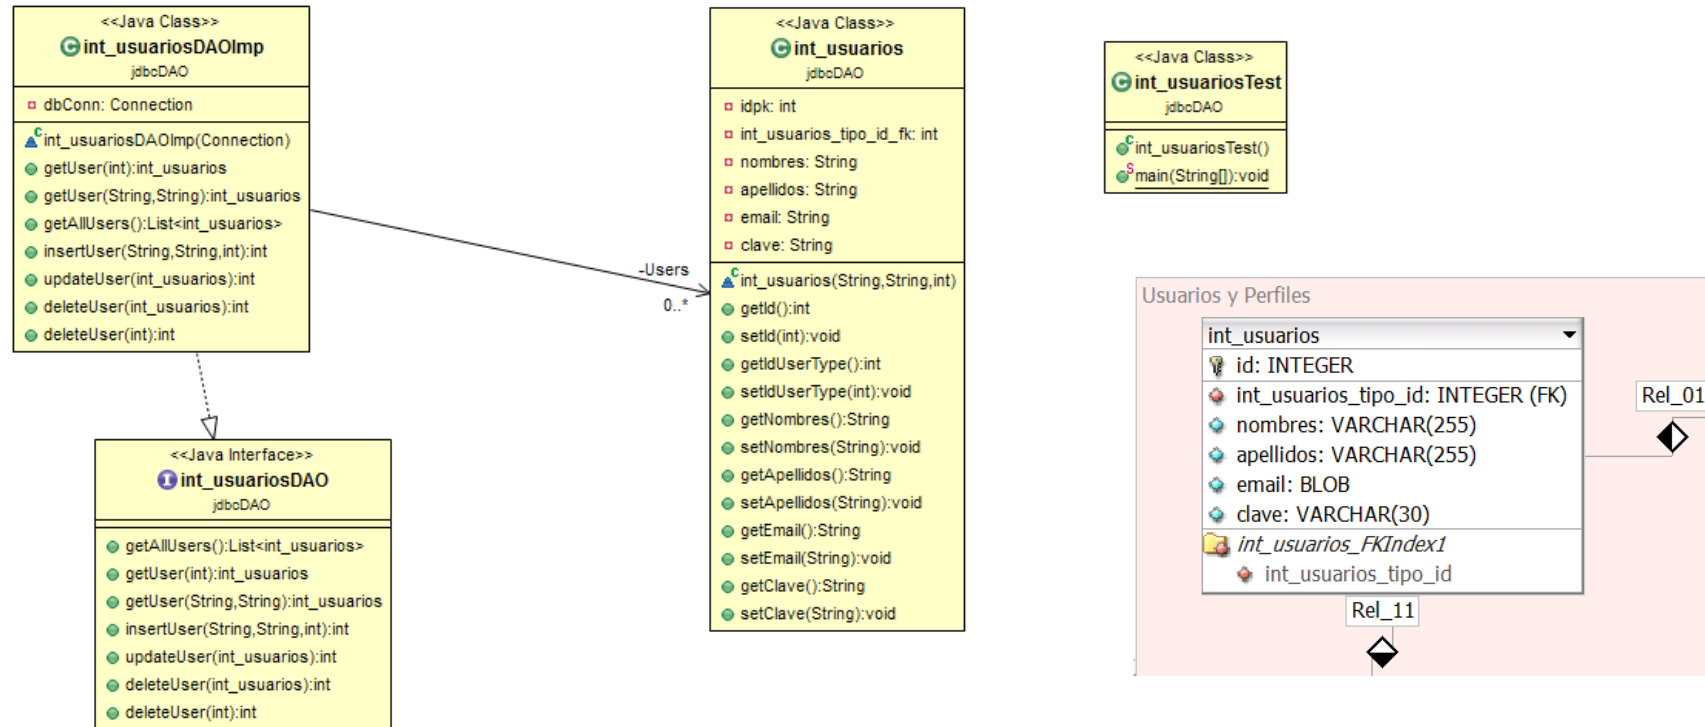 <<Java Class>>
int_usuariosDAOImp
jdbcDAO
dbConn: Connection
int_usuariosDAOImp(Connection)
getUser(int):int_usuarios
getUser(String,String):int_usuarios
getAllUsers():List<int_usuarios>
insertUser(String,String,int):int
updateUser(int_usuarios):int
deleteUser(int_usuarios):int
deleteUser(int):int
<<Java Interface>>
int_usuariosDAO
jdbcDAO
getAllUsers():List<int_usuarios>
getUser(int):int_usuarios
getUser(String,String):int_usuarios
insertUser(String,String,int):int
updateUser(int_usuarios):int
deleteUser(int_usuarios):int
deleteUser(int):int
-Users
0..*
<<Java Class>>
int_usuarios
jdbcDAO
idpk: int
int_usuarios_tipo_id_fk: int
nombres: String
apellidos: String
email: String
clave: String
int_usuarios(String,String,int)
getId():int
setId(int):void
getIdUserType():int
setIdUserType(int):void
getNombres():String
setNombres(String):void
getApellidos():String
setApellidos(String):void
getEmail():String
setEmail(String):void
getClave():String
setClave(String):void
<<Java Class>>
int_usuariosTest
jdbcDAO
int_usuariosTest()
main(String[]):void
Usuarios y Perfiles
int_usuarios
id: INTEGER
int_usuarios_tipo_id: INTEGER (FK)
nombres: VARCHAR(255)
apellidos: VARCHAR(255)
email: BLOB
clave: VARCHAR(30)
int_usuarios_FKIndex1
int_usuarios_tipo_id
Rel_01
Rel_11